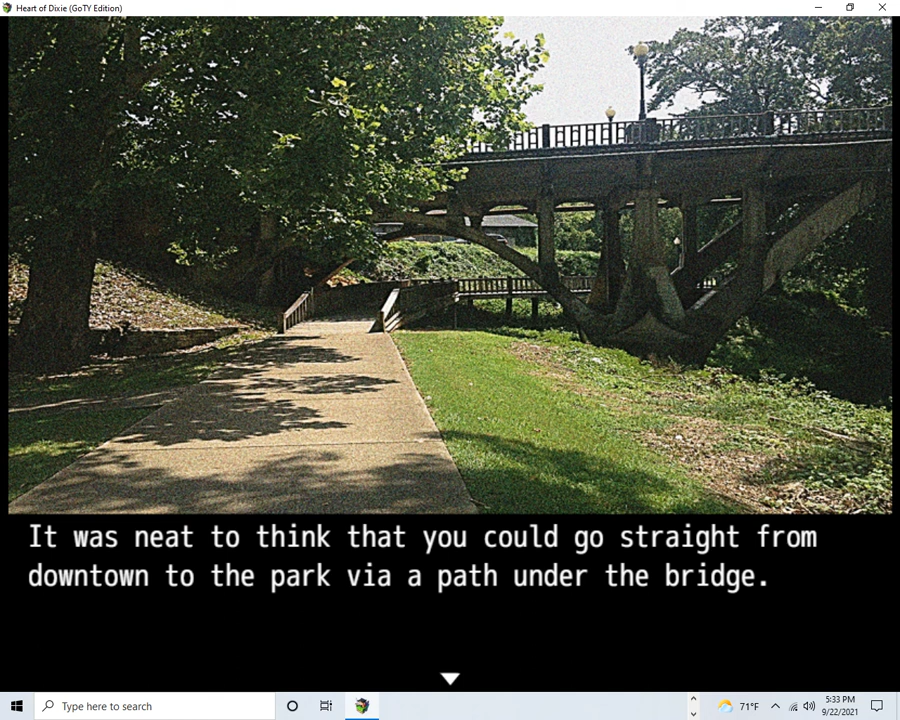 Heart of Dixie (GoTY Edition)
It was neat to think that you could go straight from
downtown to the park via a path under the bridge.
Type here to search
71°F
5:33 PM
9/22/2021